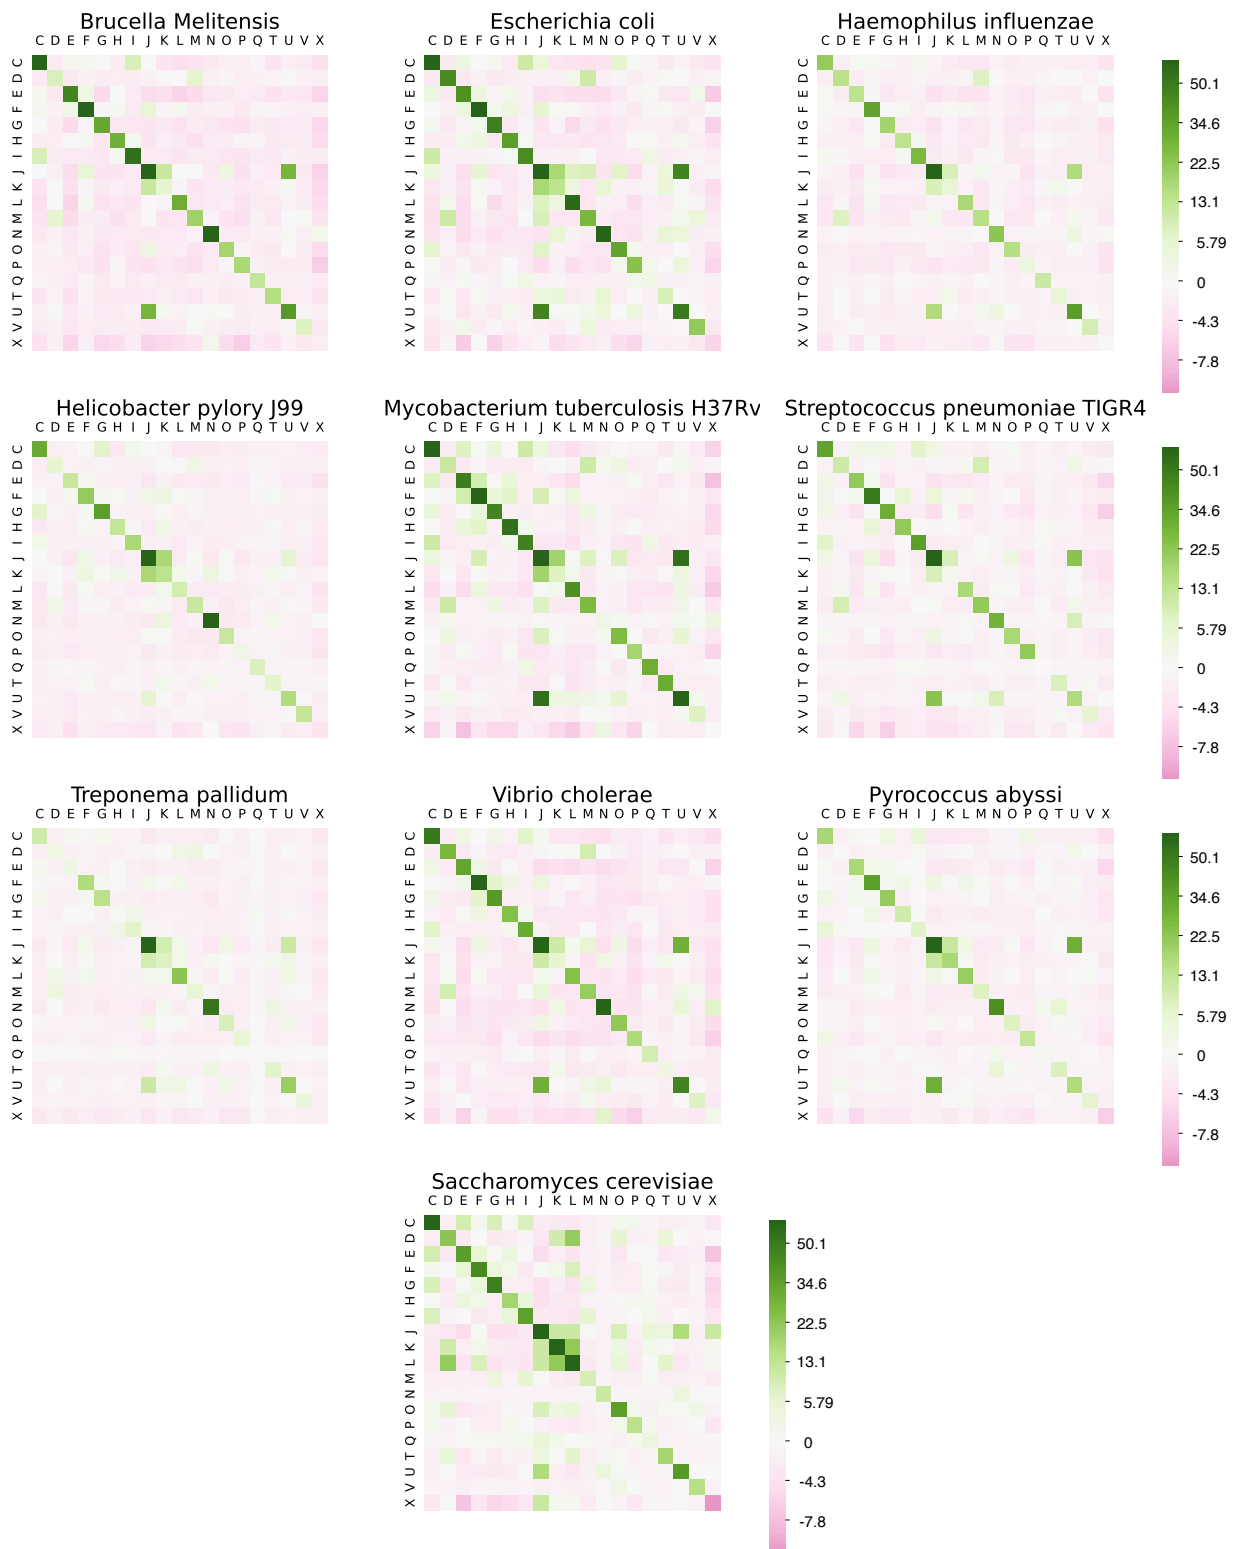 Brucella Melitensis
Escherichia coli
Haemophilus influenzae
C D E F G H I J K L M N O P Q T U V X
C D E F G H I J K L M N O P Q T U V X
C D E F G H I J K L M N O P Q T U V X
C D E F G H I J K L M N O P Q T U V X
C D E F G H I J K L M N O P Q T U V X
C D E F G H I J K L M N O P Q T U V X
50.1
34.6
22.5
13.1
5.79
0
-4.3
-7.8
Helicobacter pylory J99
Mycobacterium tuberculosis H37Rv
Streptococcus pneumoniae TIGR4
C D E F G H I J K L M N O P Q T U V X
C D E F G H I J K L M N O P Q T U V X
C D E F G H I J K L M N O P Q T U V X
C D E F G H I J K L M N O P Q T U V X
C D E F G H I J K L M N O P Q T U V X
C D E F G H I J K L M N O P Q T U V X
50.1
34.6
22.5
13.1
5.79
0
-4.3
-7.8
Treponema pallidum
Vibrio cholerae
Pyrococcus abyssi
C D E F G H I J K L M N O P Q T U V X
C D E F G H I J K L M N O P Q T U V X
C D E F G H I J K L M N O P Q T U V X
C D E F G H I J K L M N O P Q T U V X
C D E F G H I J K L M N O P Q T U V X
C D E F G H I J K L M N O P Q T U V X
50.1
34.6
22.5
13.1
5.79
0
-4.3
-7.8
Saccharomyces cerevisiae
C D E F G H I J K L M N O P Q T U V X
C D E F G H I J K L M N O P Q T U V X
50.1
34.6
22.5
13.1
5.79
0
-4.3
-7.8